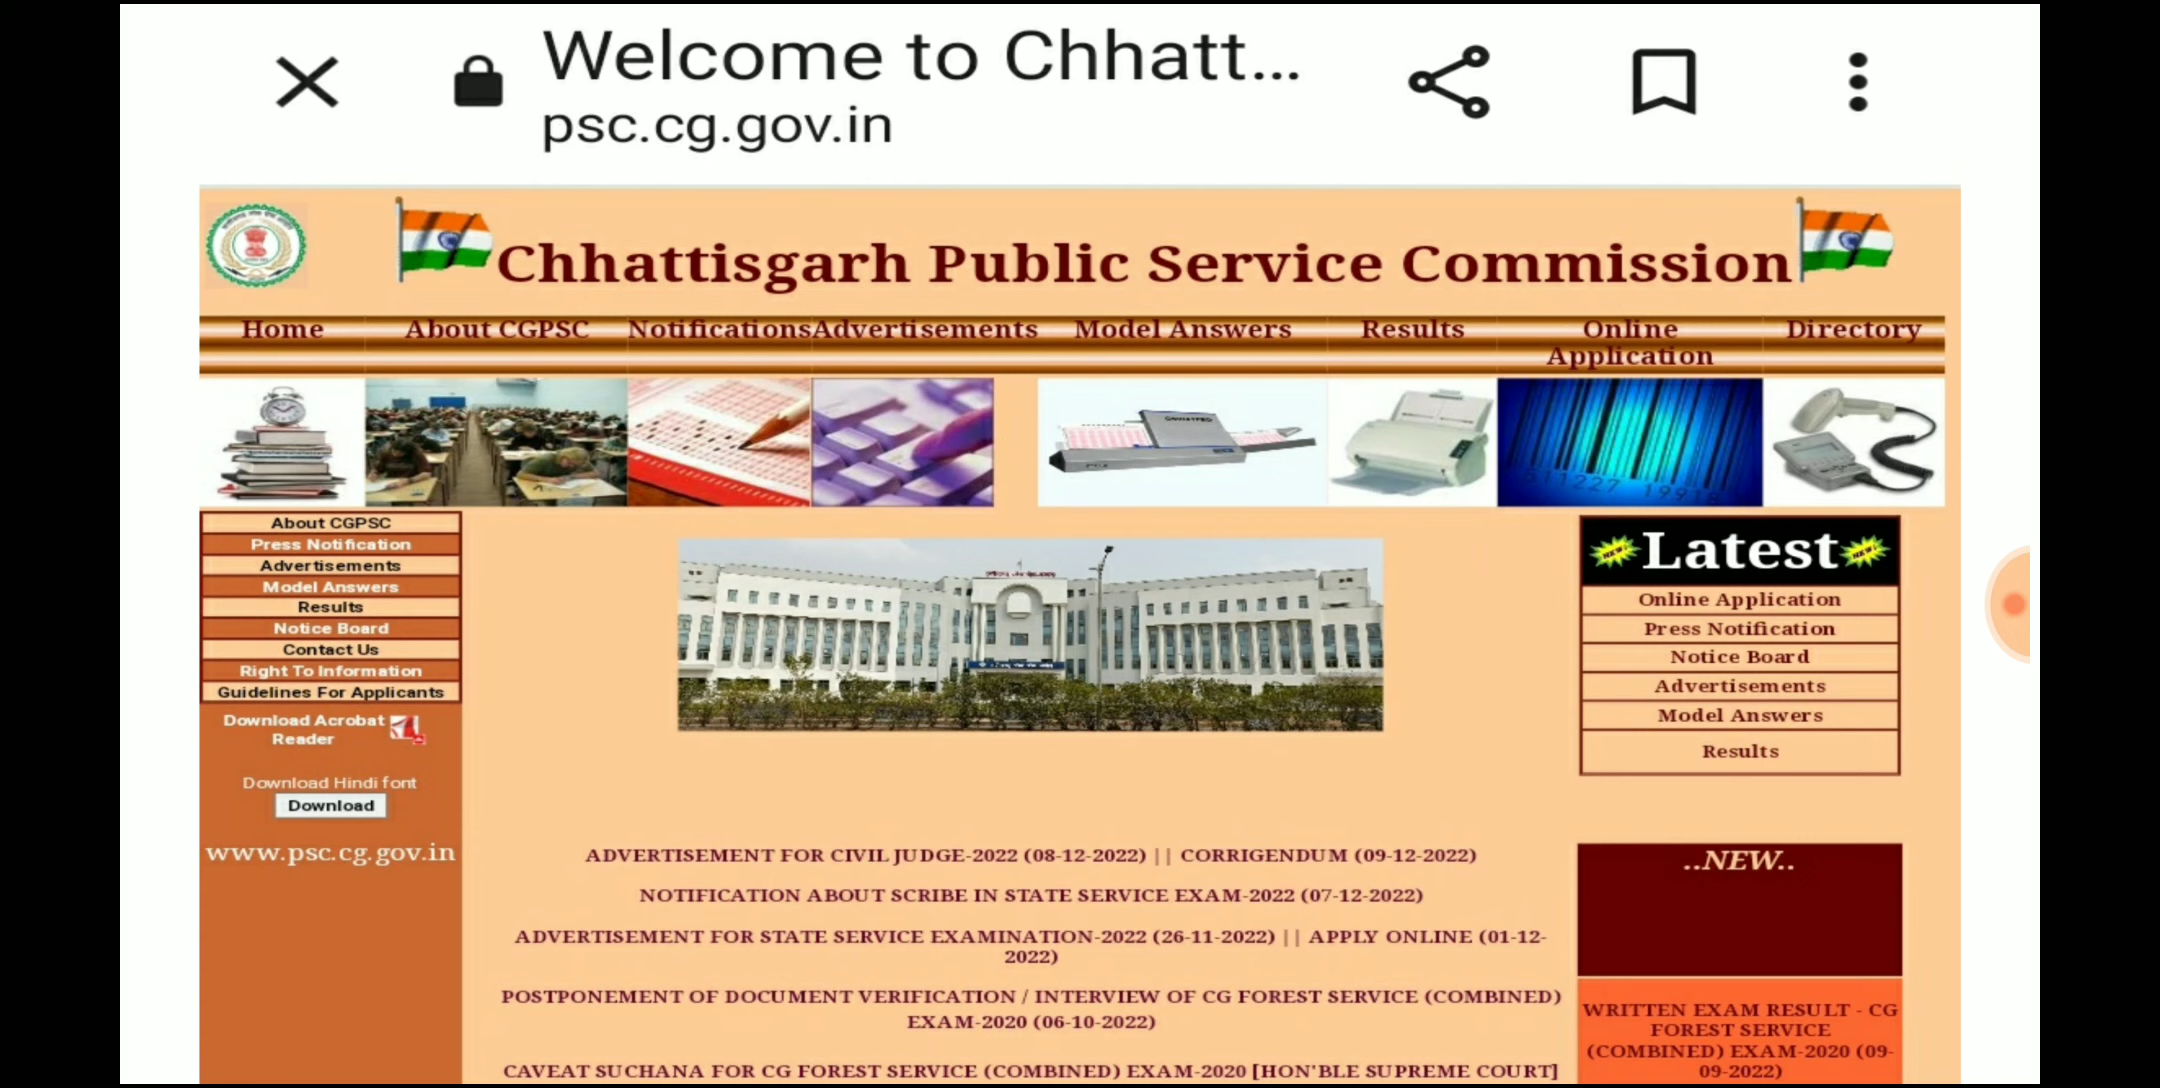 Welcome to Chhatt...
psc.cg.gov.in
Chhattisgarh Public Service Commission
Home
About CGPSC
Notifications
Advertisements
Model Answers
Results
Online
Application
Directory
About CGPSC
Press Notification
Advertisements
Model Answers
Results
Notice Board
Contact Us
Right To Information
Guidelines For Applicants
Download Acrobat
Reader
Download Hindi font
Download
www.psc.cg.gov.in
ADVERTISEMENT FOR CIVIL JUDGE-2022 (08-12-2022) || CORRIGENDUM (09-12-2022)
NOTIFICATION ABOUT SCRIBE IN STATE SERVICE EXAM-2022 (07-12-2022)
ADVERTISEMENT FOR STATE SERVICE EXAMINATION-2022 (26-11-2022) || APPLY ONLINE (01-12-
2022)
POSTPONEMENT OF DOCUMENT VERIFICATION / INTERVIEW OF CG FOREST SERVICE (COMBINED)
EXAM-2020 (06-10-2022)
CAVEAT SUCHANA FOR CG FOREST SERVICE (COMBINED) EXAM-2020 [HON'BLE SUPREME COURT]
Latest
Online Application
Press Notification
Notice Board
Advertisements
Model Answers
Results
..NEW..
WRITTEN EXAM RESULT - CG
FOREST SERVICE
(COMBINED) EXAM-2020 (09-
09-2022)